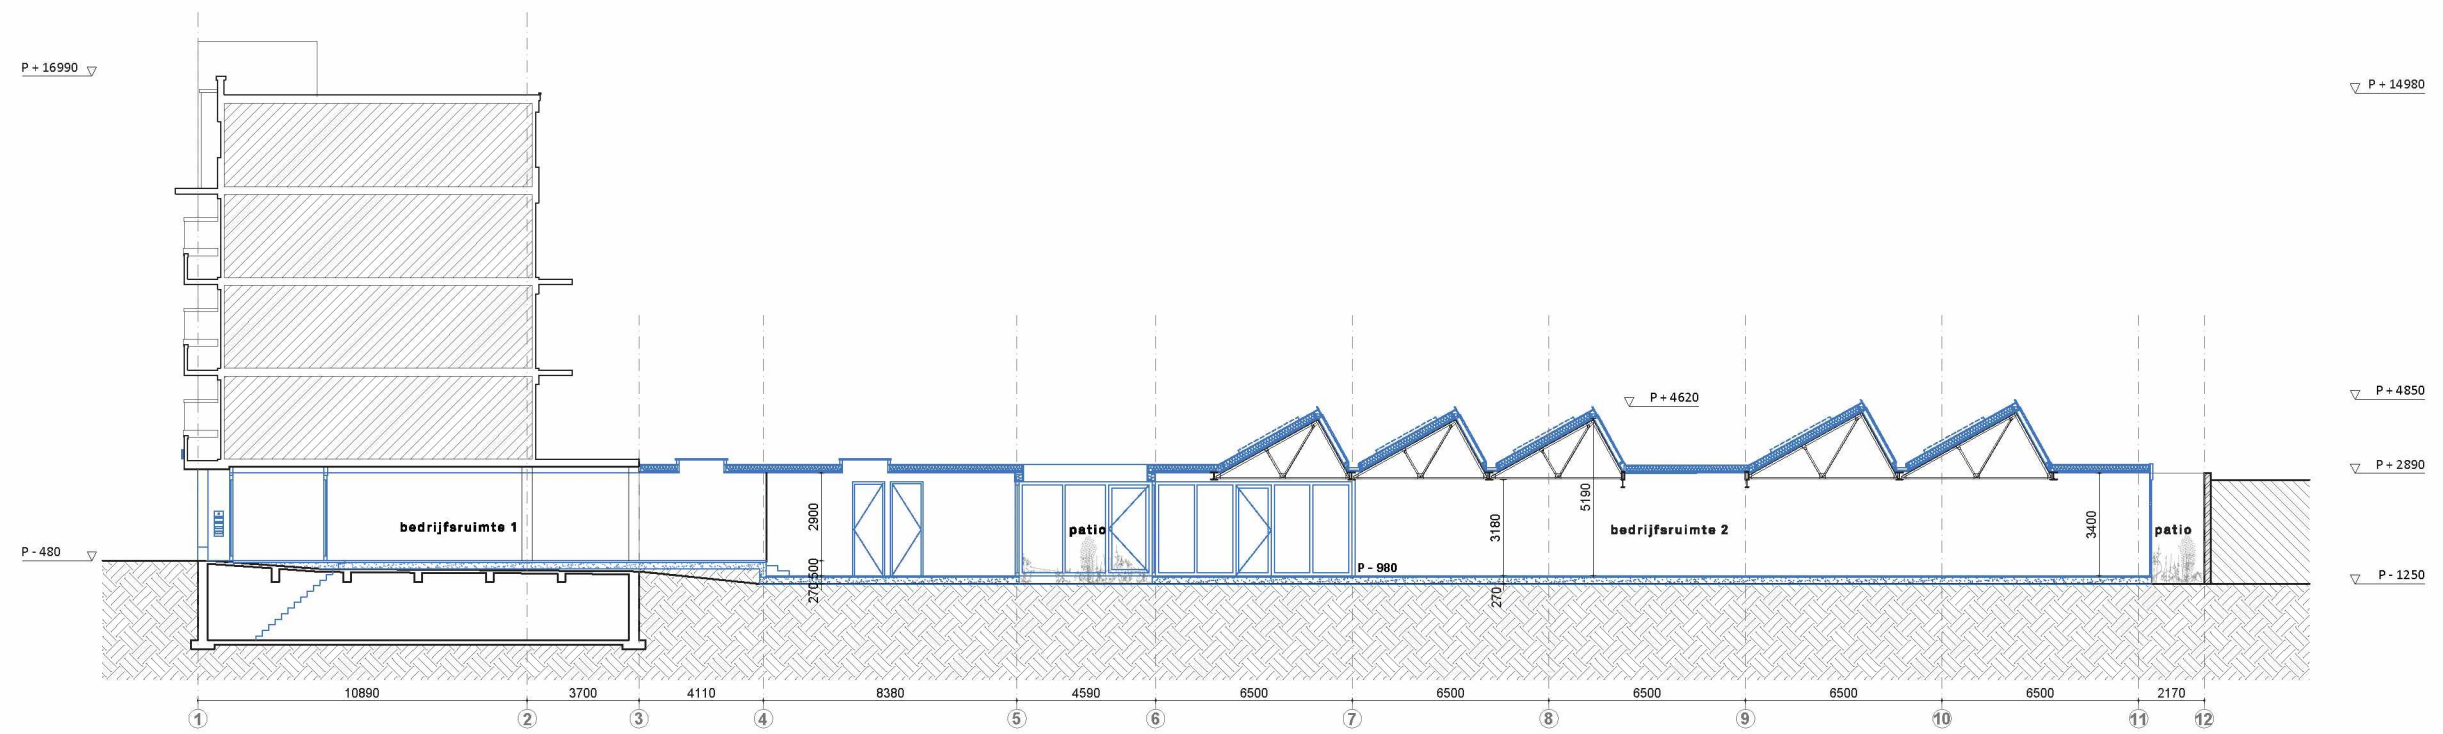 P + 16990
P + 14980
P + 4850
P + 4620
P + 2890
5190
2900
3180
3400
bedrijfsruimte 1
patio
bedrijfsruimte 2
patio
P - 480
P - 980
P - 1250
500
270
270
10890
3700
4110
8380
4590
6500
6500
6500
6500
6500
2170
1
2
3
4
5
6
7
8
9
10
11
12